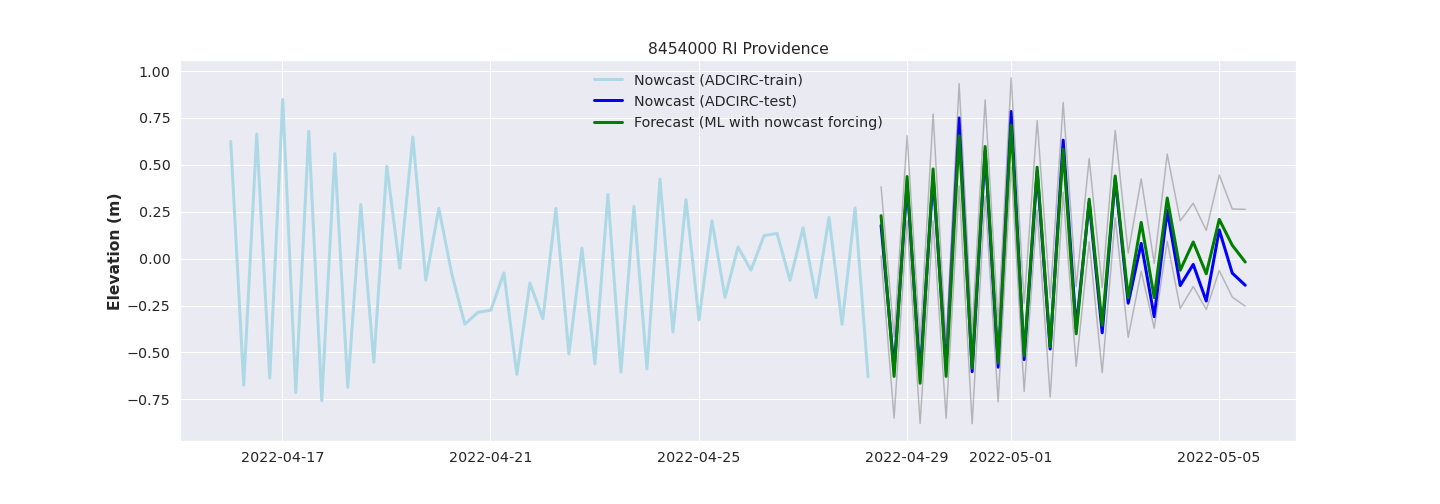 8454000 RI Providence
Nowcast (ADCIRC-train)
Nowcast (ADCIRC-test)
Forecast (ML with nowcast forcing)
Elevation (m)
1.00
0.75
0.50
0.25
0.00
−0.25
−0.50
−0.75
2022-04-17 2022-04-21 2022-04-25 2022-04-29 2022-05-01 2022-05-05